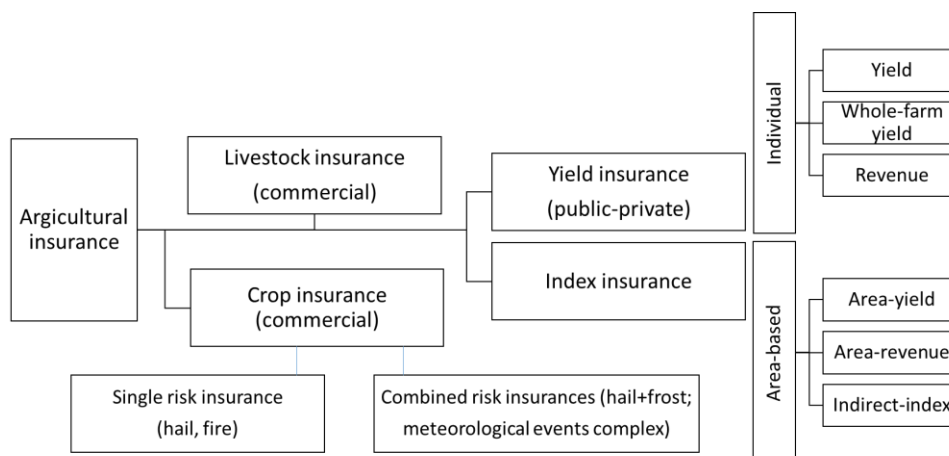 Argicultural
insurance
Livestock insurance
(commercial)
Crop insurance
(commercial)
Single risk insurance
(hail, fire)
Combined risk insurances (hail+frost;
meteorological events complex)
Yield insurance
(public-private)
Index insurance
Individual
Yield
Whole-farm
yield
Revenue
Area-based
Area-yield
Area-revenue
Indirect-index